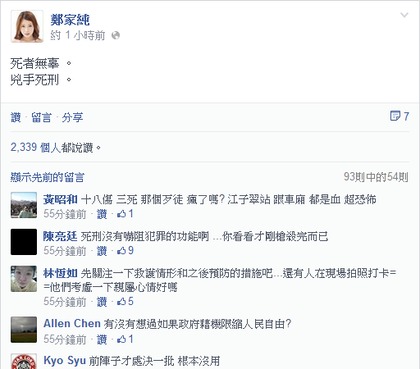 鄭家純
約 1 小時前
死者無辜 。
兇手死刑 。
讚 · 留言 · 分享
7
2,339 個人都說讚。
顯示先前的留言
93則中的54則
黃昭和 十八傷 三死 那個歹徒 瘋了嗎? 江子翠站 跟車廂 都是血 超恐怖
55分鐘前 · 讚 · 1
陳亮廷 死刑沒有嚇阻犯罪的功能啊 ...你看看才剛槍殺完而已
55分鐘前 · 讚 · 9
林恆如 先關注一下救護情形和之後預防的措施吧...還有人在現場拍照打卡=
=他們考慮一下親屬心情好嗎
55分鐘前 · 讚 · 5
Allen Chen 有沒有想過如果政府藉機限縮人民自由?
55分鐘前 · 讚 · 1
Kyo Syu 前陣子才處決一批 根本沒用